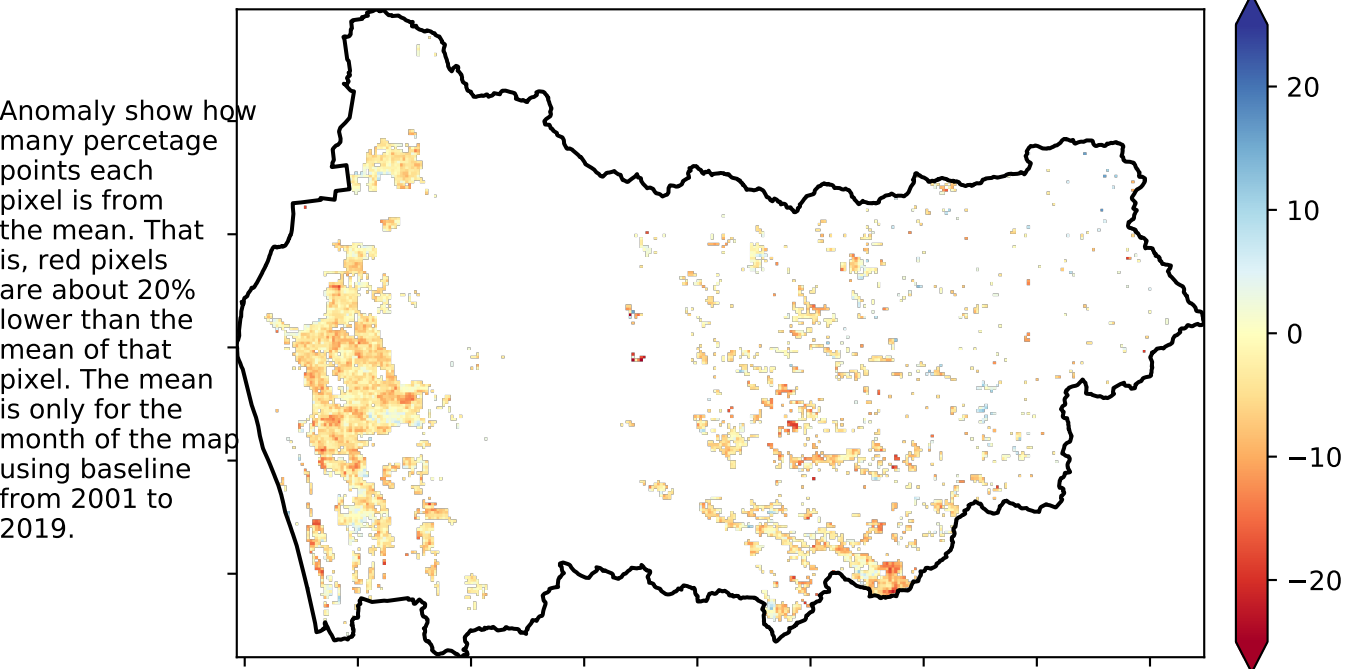 Anomaly show how
many percetage
points each
pixel is from
the mean. That
is, red pixels
are about 20%
lower than the
mean of that
pixel. The mean
is only for the
month of the map
using baseline
from 2001 to
2019.
20
10
0
−10
−20